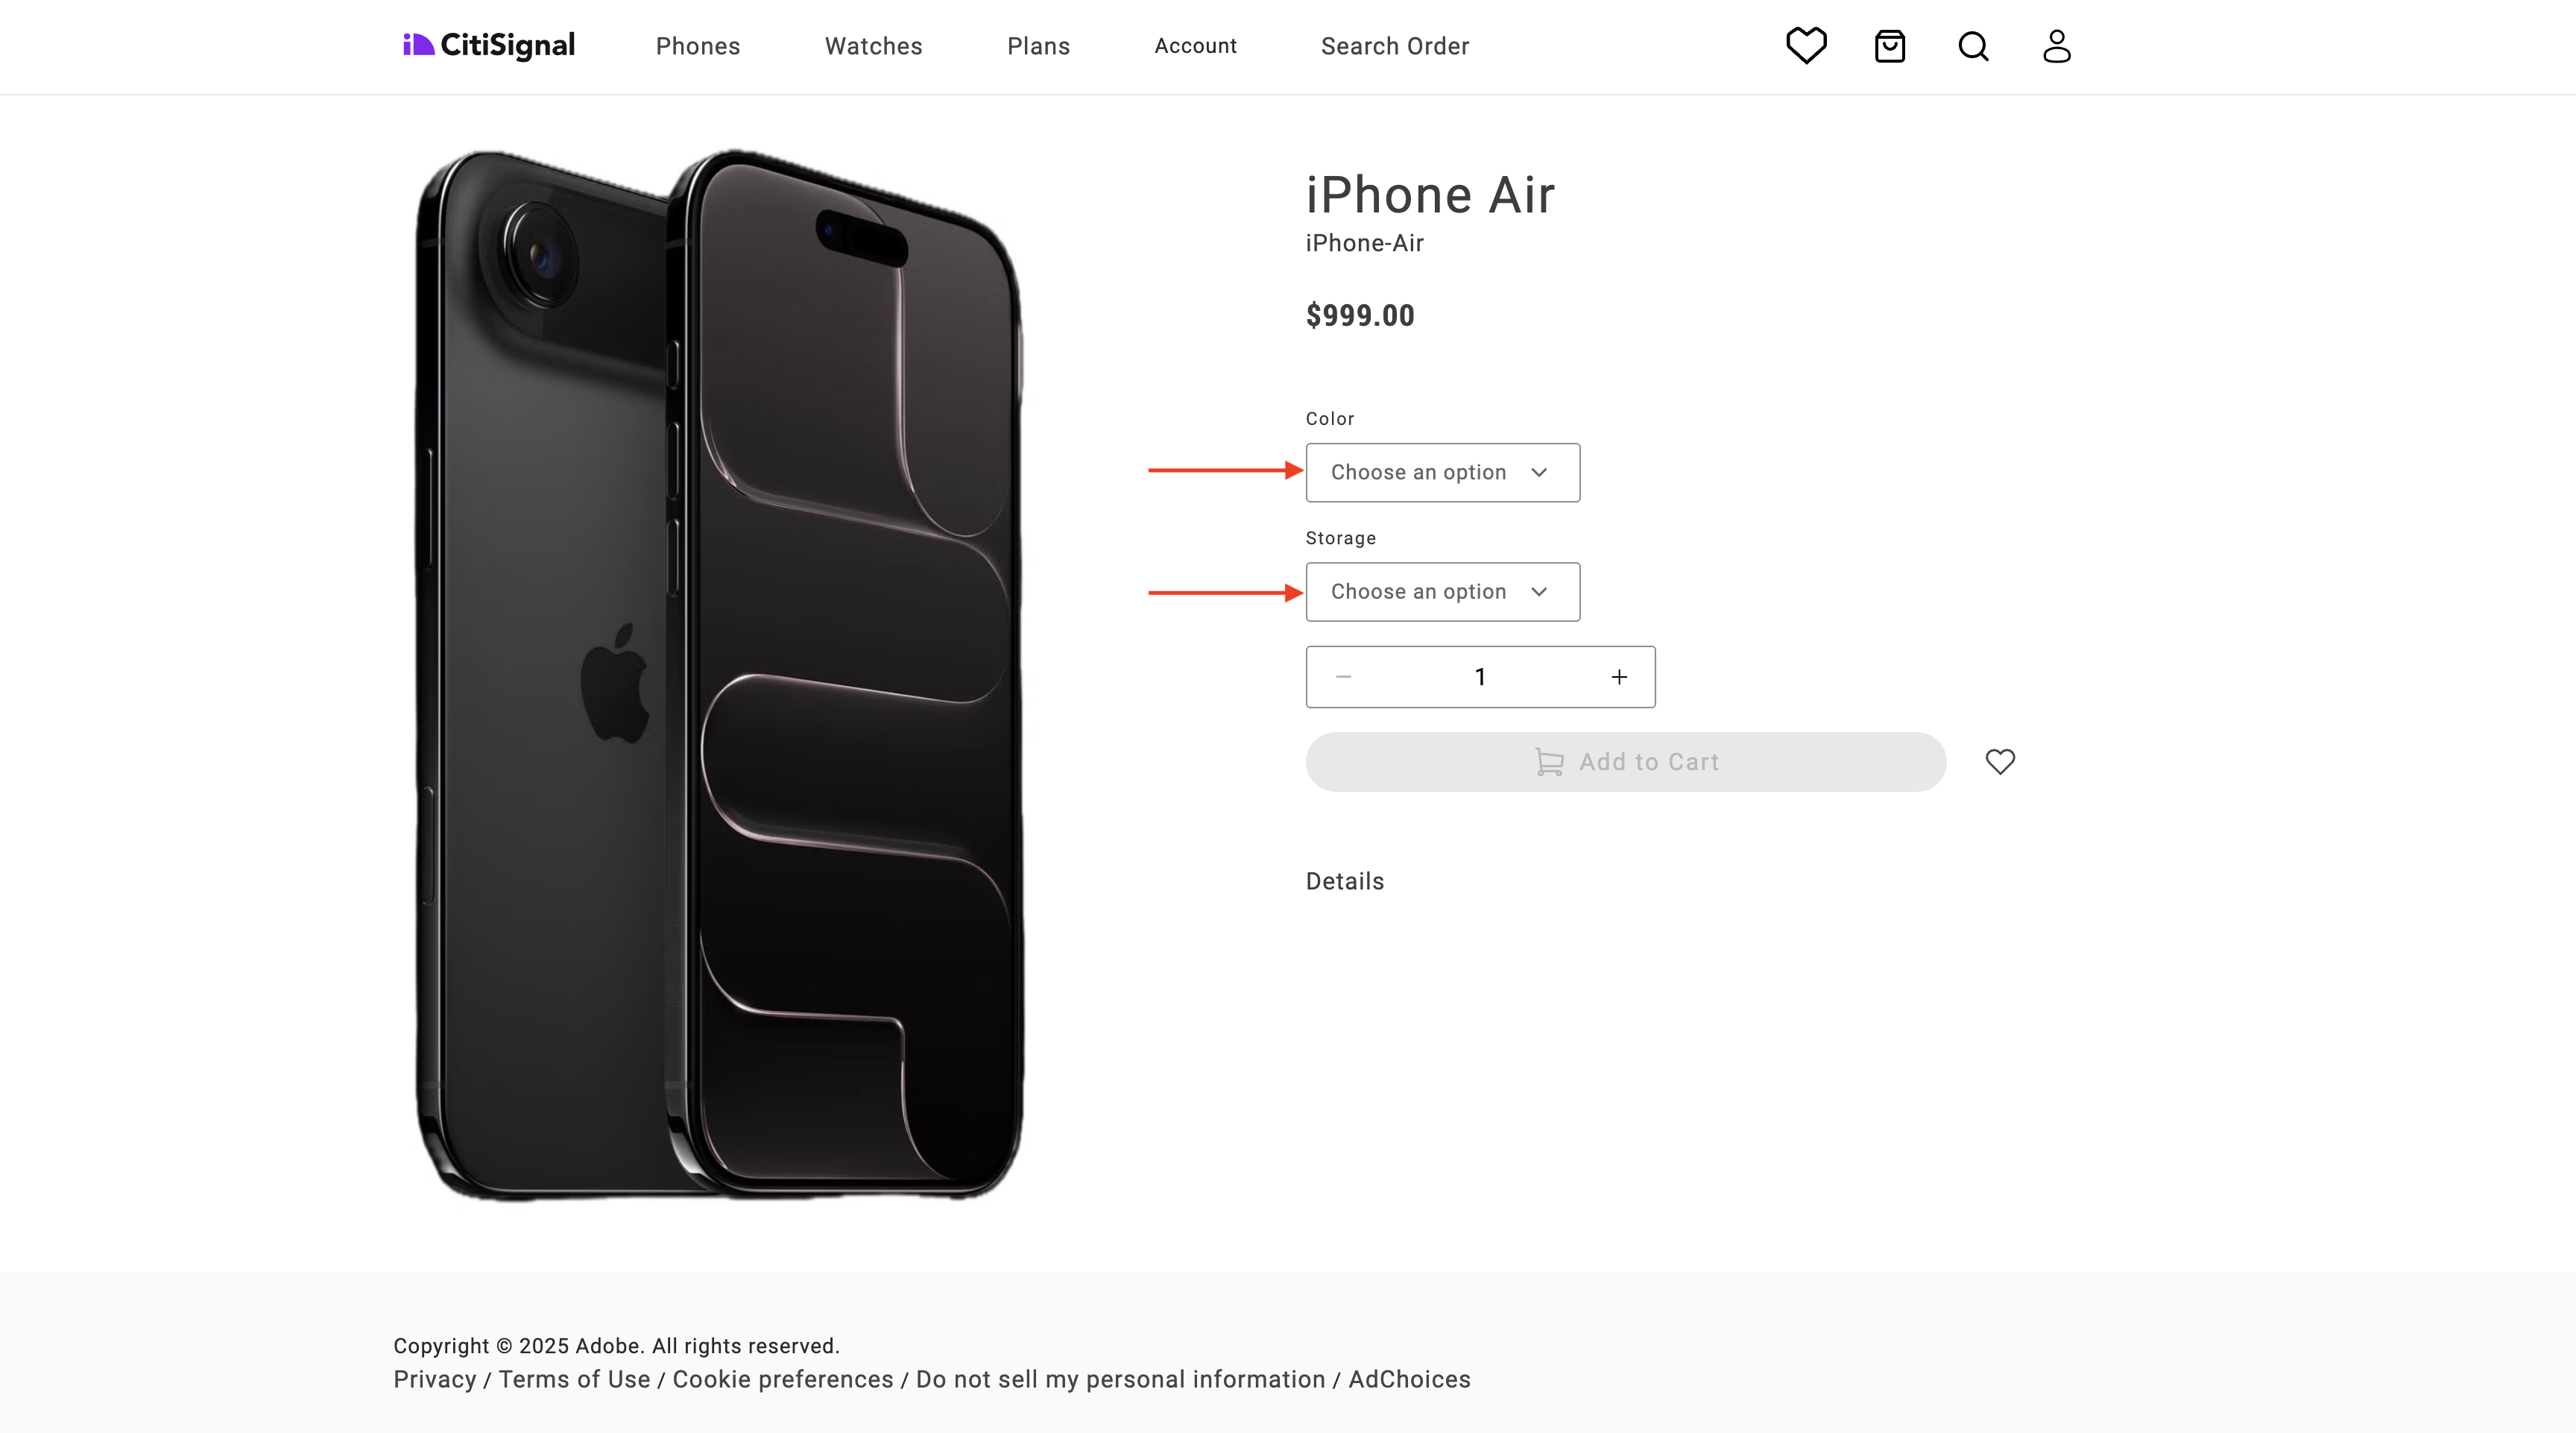 CitiSignal
Phones Watches Plans Account Search Order
iPhone Air
iPhone-Air
$999.00
Color
Choose an option
Storage
Choose an option
1
Add to Cart
Details
Copyright © 2025 Adobe. All rights reserved.
Privacy / Terms of Use / Cookie preferences / Do not sell my personal information / AdChoices